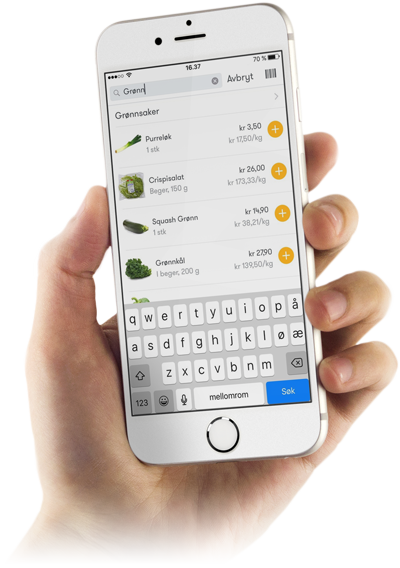 16.37
70 %
Grønn
Avbryt
Grønnsaker
Purreløk
1 stk
kr 3,50
kr 17,50/kg
Crispisalat
Beger, 150 g
kr 26,00
kr 173,33/kg
Squash Grønn
1 stk
kr 14,90
kr 38,21/kg
Grønnkål
I beger, 200 g
kr 27,90
kr 139,50/kg
q w e r t y u i o p å
a s d f g h j k l ø æ
z x c v b n m
123
mellomrom
Søk